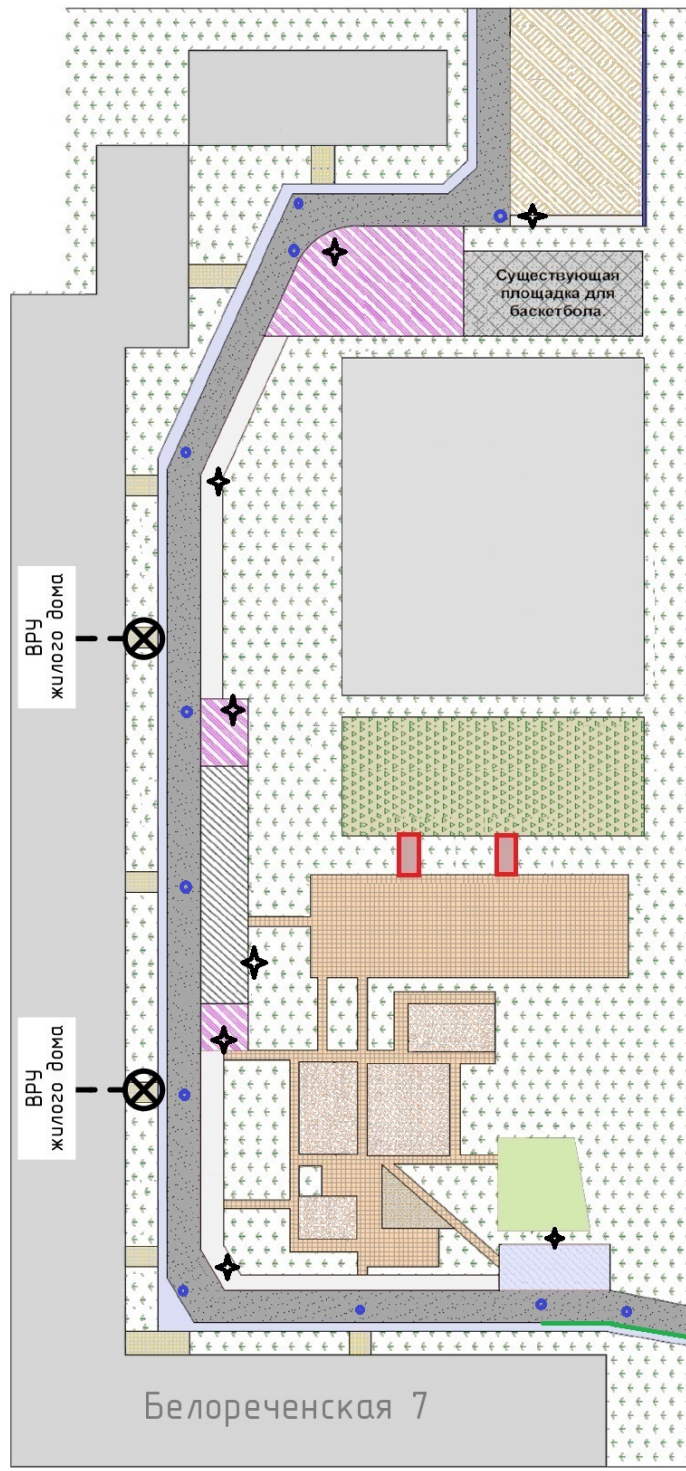 Существующая
площадка для
баскетбола.
ВРУ
жилого дома
ВРУ
жилого дома
Белореченская 7